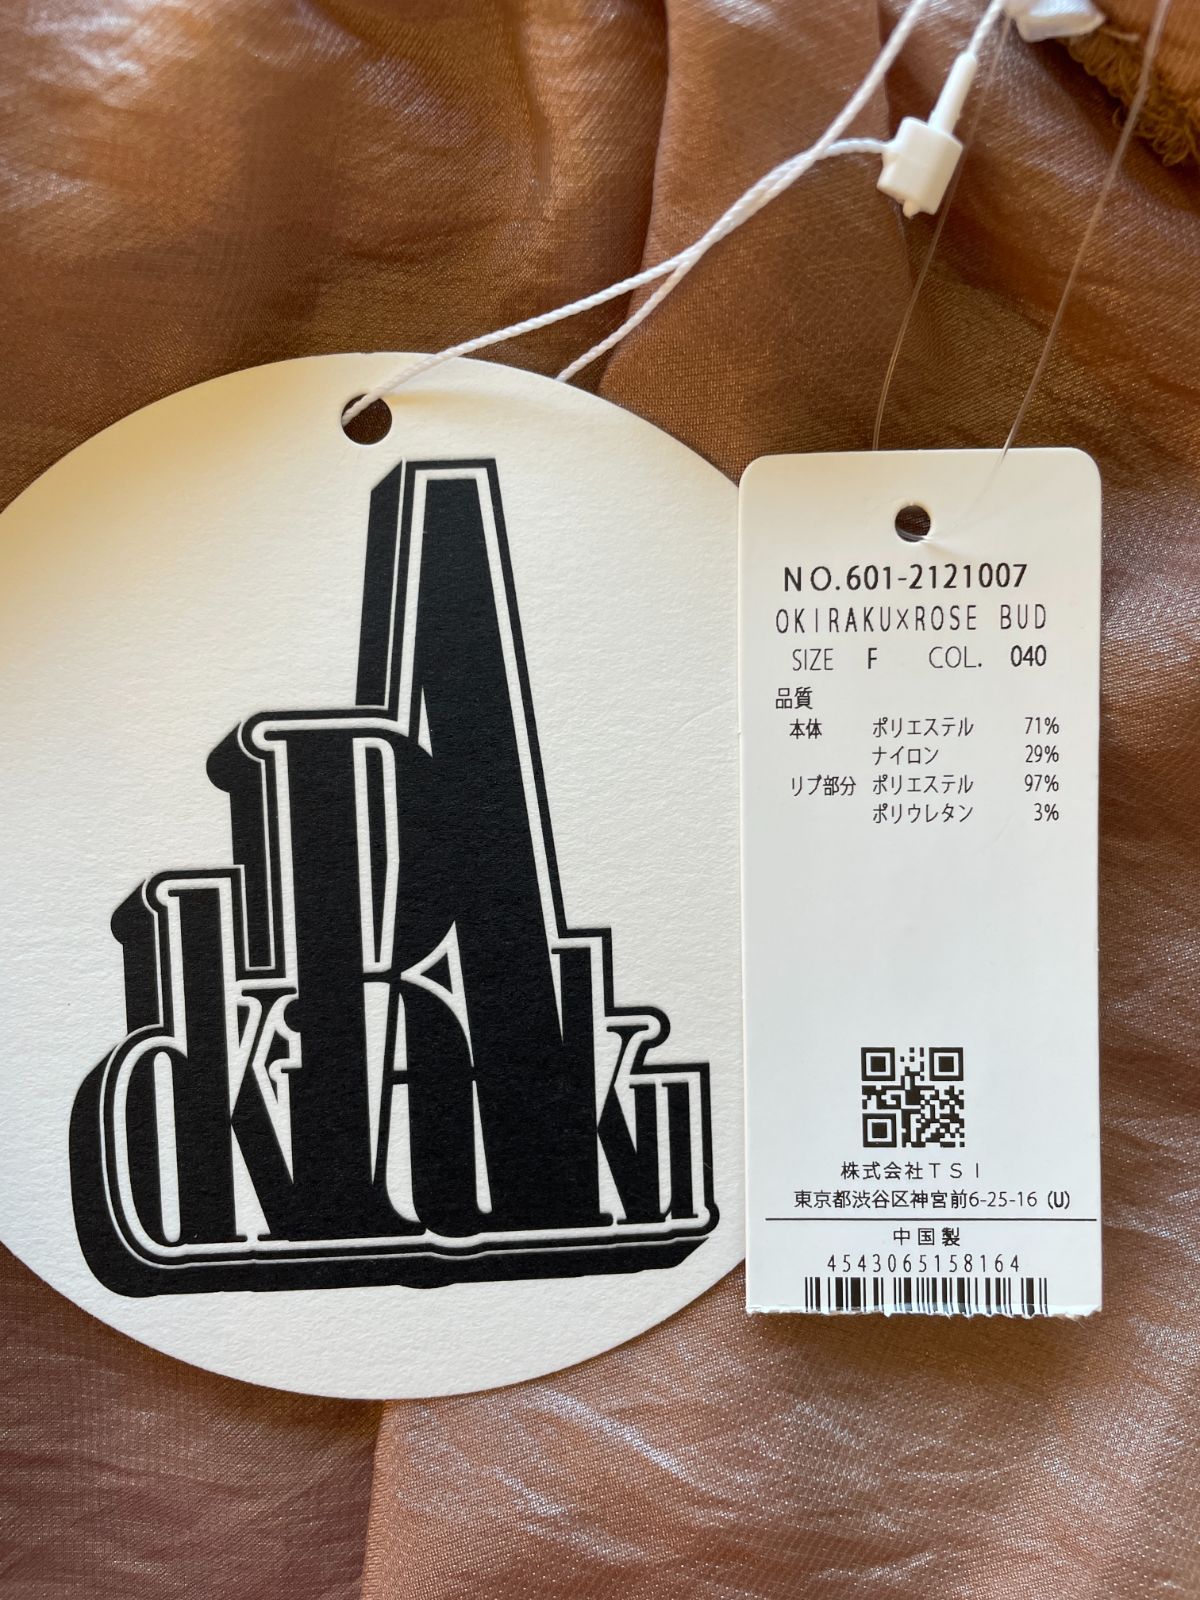 OKiRAKU
NO.601-2121007
OKIRAKU×ROSE BUD
SIZE F COL. 040
品質
本体 ポリエステル 71%
ナイロン 29%
リブ部分 ポリエステル 97%
ポリウレタン 3%
株式会社TSI
東京都渋谷区神宮前6-25-16 (U)
中国製
4543065158164